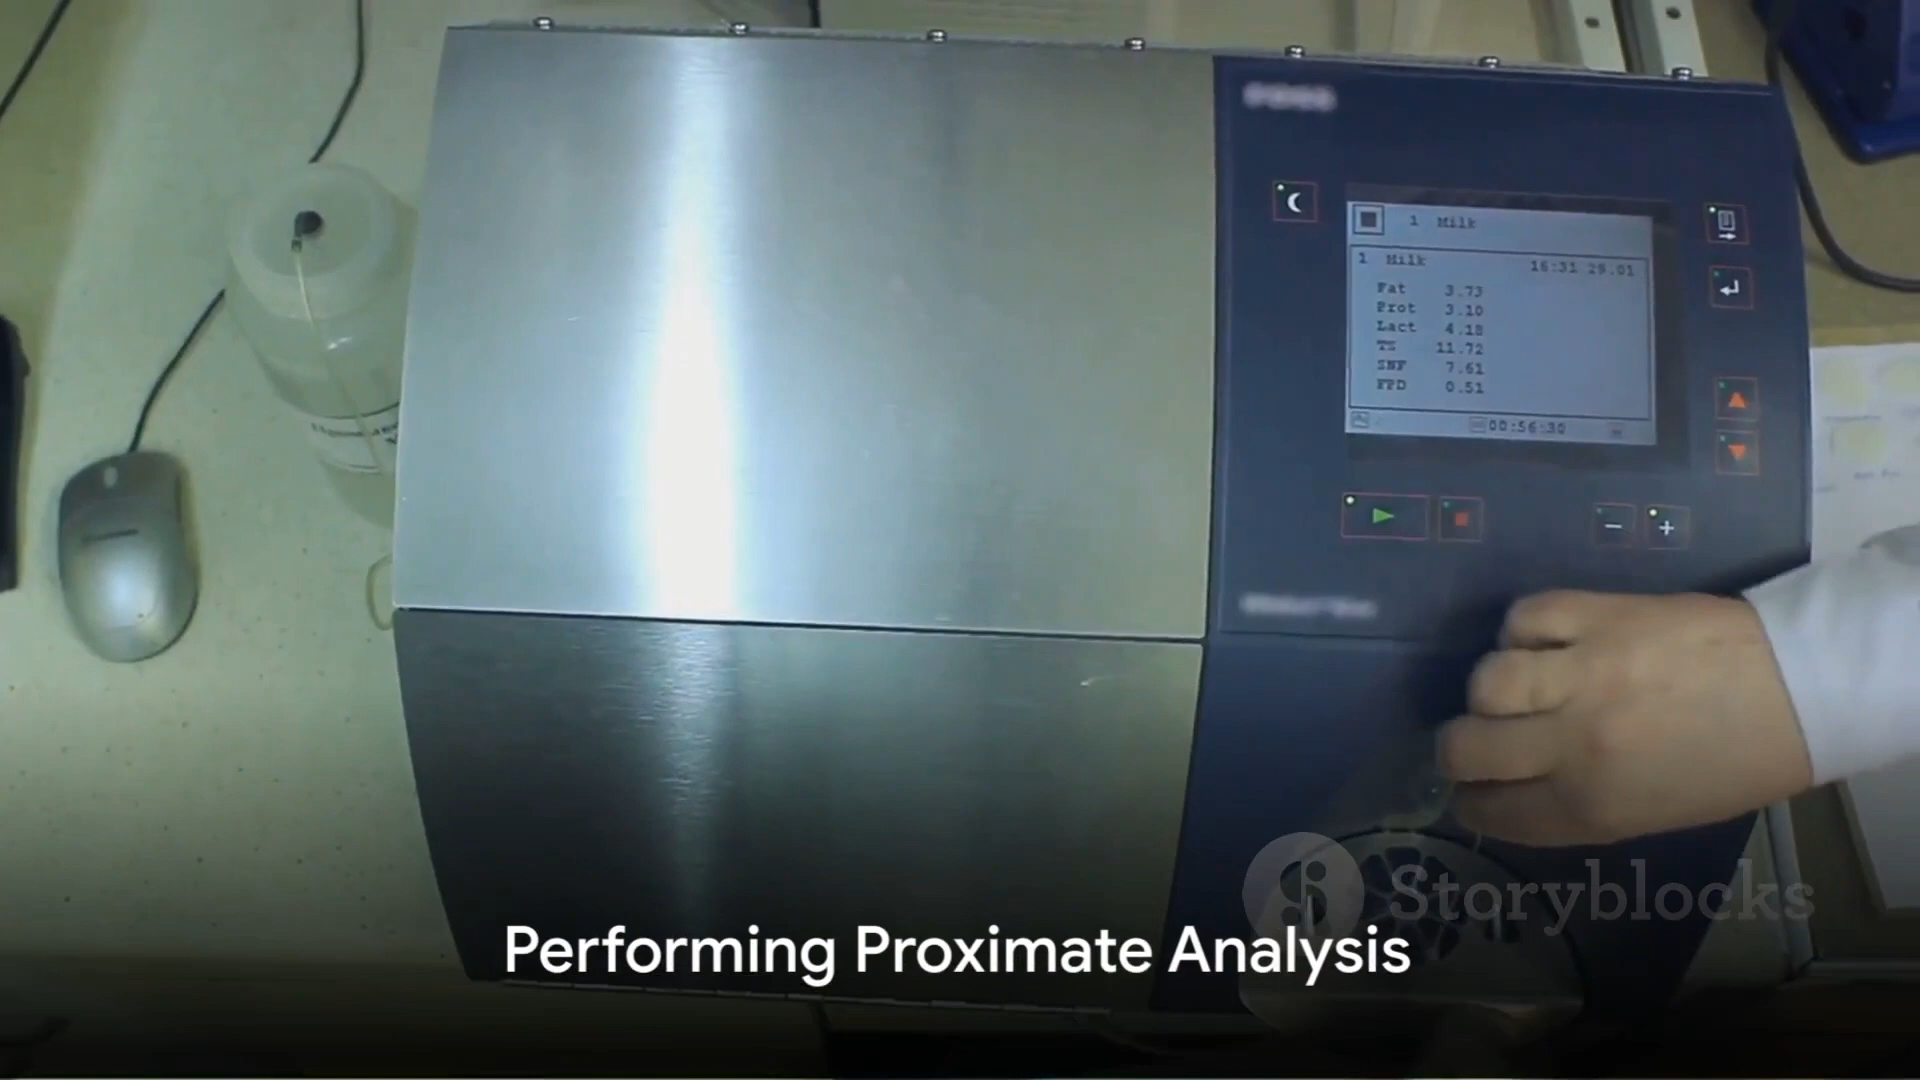 1 Milk
1 Milk 16:31 29.01
Fat 3.73
Prot 3.10
Lact 4.18
TS 11.72
SNF 7.61
FPD 0.51
00:56:30
Storyblocks
Performing Proximate Analysis